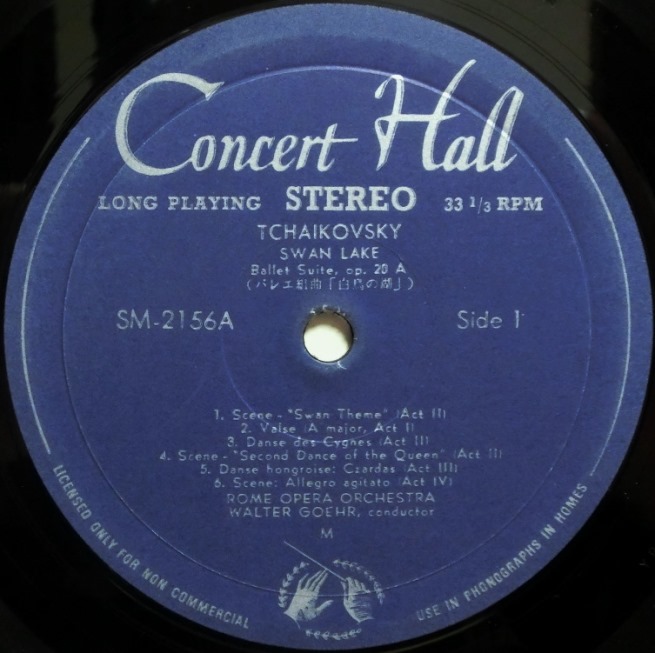 Concert Hall
LONG PLAYING STEREO 33 1/3 RPM
TCHAIKOVSKY
SWAN LAKE
Ballet Suite, op. 20 A
(バレエ組曲「白鳥の湖」)
SM-2156A Side 1
1. Scene - "Swan Theme" (Act II)
2. Valse (A major, Act I)
3. Danse des Cygnes (Act II)
4. Scene - "Second Dance of the Queen" (Act II)
5. Danse hongroise: Czardas (Act III)
6. Scene: Allegro agitato (Act IV)
ROME OPERA ORCHESTRA
WALTER GOEHR, conductor
M
LICENSED ONLY FOR NON COMMERCIAL USE IN PHONOGRAPHS IN HOMES